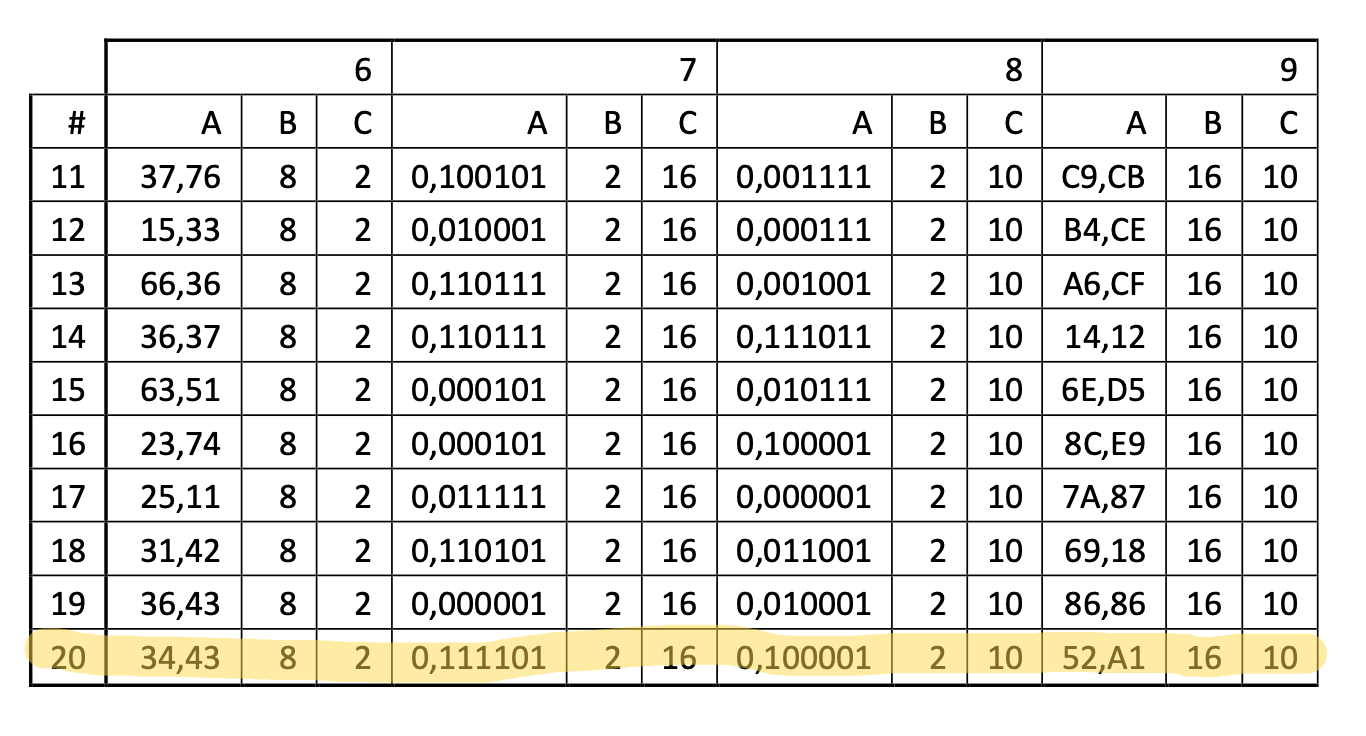 6 7 8 9
# A B C A B C A B C A B C
11 37,76 8 2 0,100101 2 16 0,001111 2 10 C9,CB 16 10
12 15,33 8 2 0,010001 2 16 0,000111 2 10 B4,CE 16 10
13 66,36 8 2 0,110111 2 16 0,001001 2 10 A6,CF 16 10
14 36,37 8 2 0,110111 2 16 0,111011 2 10 14,12 16 10
15 63,51 8 2 0,000101 2 16 0,010111 2 10 6E,D5 16 10
16 23,74 8 2 0,000101 2 16 0,100001 2 10 8C,E9 16 10
17 25,11 8 2 0,011111 2 16 0,000001 2 10 7A,87 16 10
18 31,42 8 2 0,110101 2 16 0,011001 2 10 69,18 16 10
19 36,43 8 2 0,000001 2 16 0,010001 2 10 86,86 16 10
20 34,43 8 2 0,111101 2 16 0,100001 2 10 52,A1 16 10